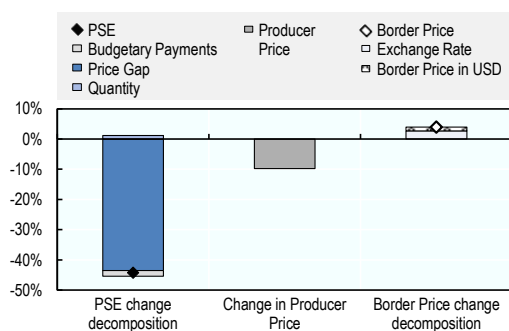 PSE
Budgetary Payments
Price Gap
Quantity
Producer
Price
Border Price
Exchange Rate
Border Price in USD
10%
0%
-10%
-20%
-30%
-40%
-50%
PSE change
decomposition
Change in Producer
Price
Border Price change
decomposition